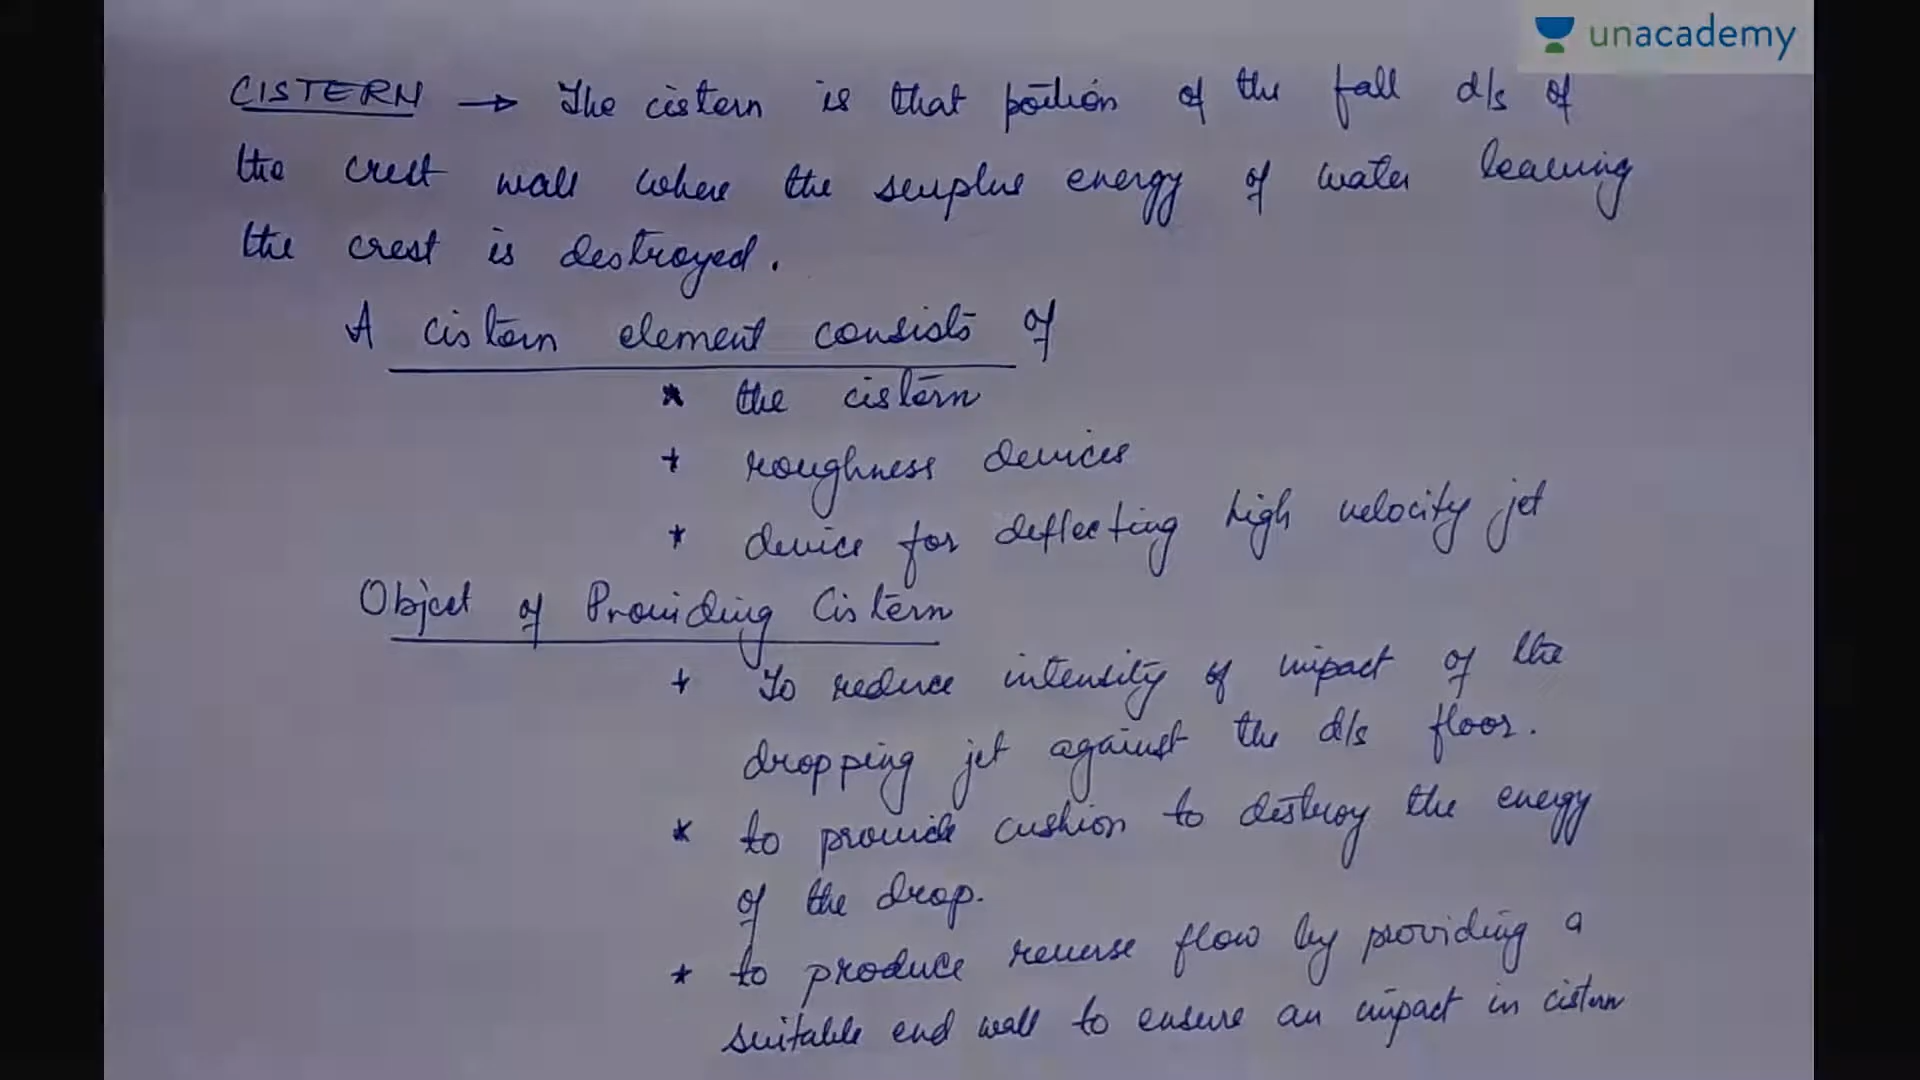 unacademy
CISTERN → The cistern is that portion of the fall d/s of
the crest wall where the surplus energy of water leaving
the crest is destroyed.
A cistern element consists of
* the cistern
* roughness devices
* device for deflecting high velocity jet
Object of Providing Cistern
* To reduce intensity of impact of the
dropping jet against the d/s floor.
* to provide cushion to destroy the energy
of the drop.
* to produce reverse flow by providing a
suitable end wall to ensure an impact in cistern